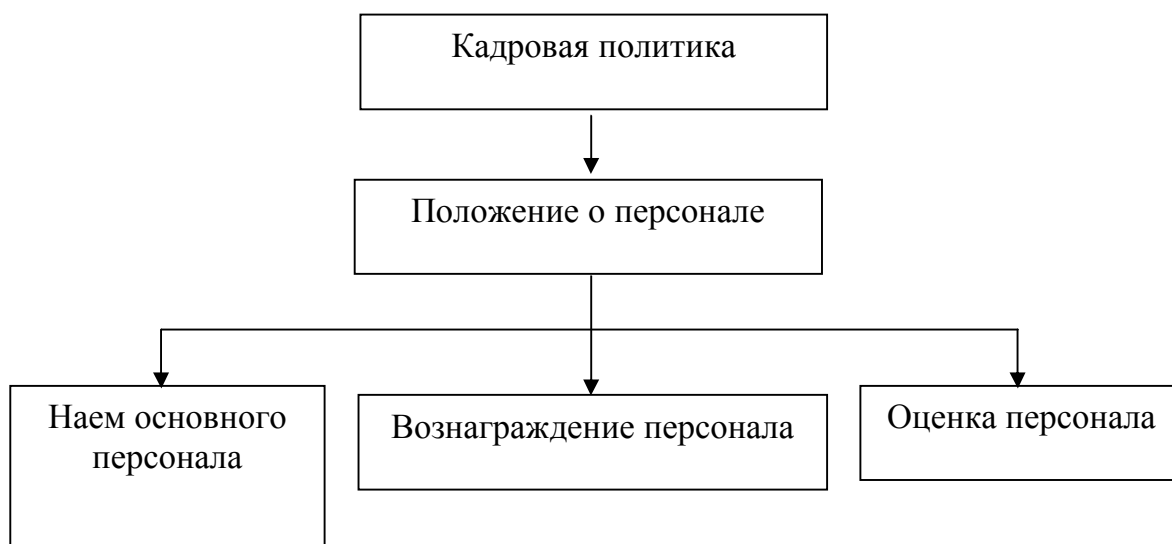 Кадровая политика
Положение о персонале
Наем основного
персонала
Вознаграждение персонала
Оценка персонала